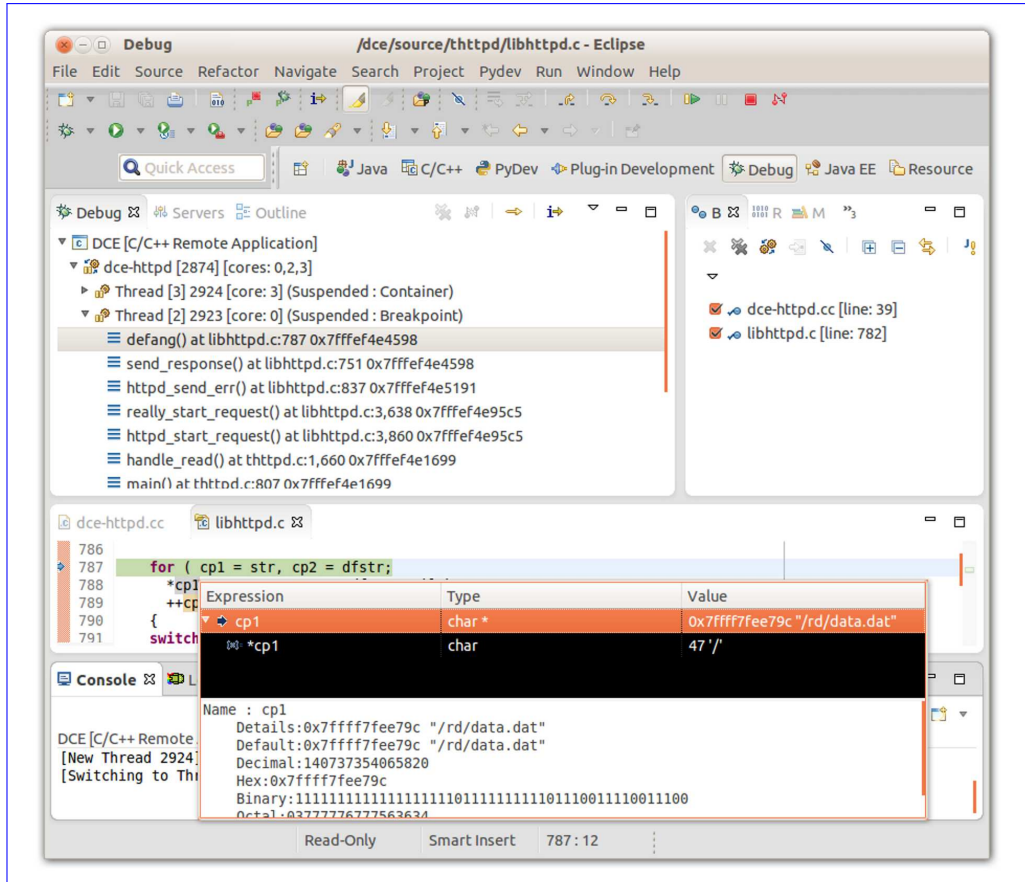 Debug /dce/source/thttpd/libhttpd.c - Eclipse
File Edit Source Refactor Navigate Search Project Pydev Run Window Help
Quick Access Java C/C++ PyDev Plug-in Development Debug Java EE Resource
Debug Servers Outline
B R M »3
DCE [C/C++ Remote Application]
dce-httpd [2874] [cores: 0,2,3]
Thread [3] 2924 [core: 3] (Suspended : Container)
Thread [2] 2923 [core: 0] (Suspended : Breakpoint)
defang() at libhttpd.c:787 0x7fffef4e4598
send_response() at libhttpd.c:751 0x7fffef4e4598
httpd_send_err() at libhttpd.c:837 0x7fffef4e5191
really_start_request() at libhttpd.c:3,638 0x7fffef4e95c5
httpd_start_request() at libhttpd.c:3,860 0x7fffef4e95c5
handle_read() at thttpd.c:1,660 0x7fffef4e1699
main() at thttpd.c:807 0x7fffef4e1699
dce-httpd.cc [line: 39]
libhttpd.c [line: 782]
dce-httpd.cc libhttpd.c
786
787 for ( cp1 = str, cp2 = dfstr;
788 *cp1
789 ++cp
790 {
791 switch
Expression Type Value
cp1 char * 0x7ffff7fee79c "/rd/data.dat"
*cp1 char 47 '/'
Name : cp1
Details:0x7ffff7fee79c "/rd/data.dat"
Default:0x7ffff7fee79c "/rd/data.dat"
Decimal:140737354065820
Hex:0x7ffff7fee79c
Binary:11111111111111111110111111111101110011110011100
Octal:03777776777563634
Console L
DCE [C/C++ Remote
[New Thread 2924]
[Switching to Thr
Read-Only Smart Insert 787 : 12